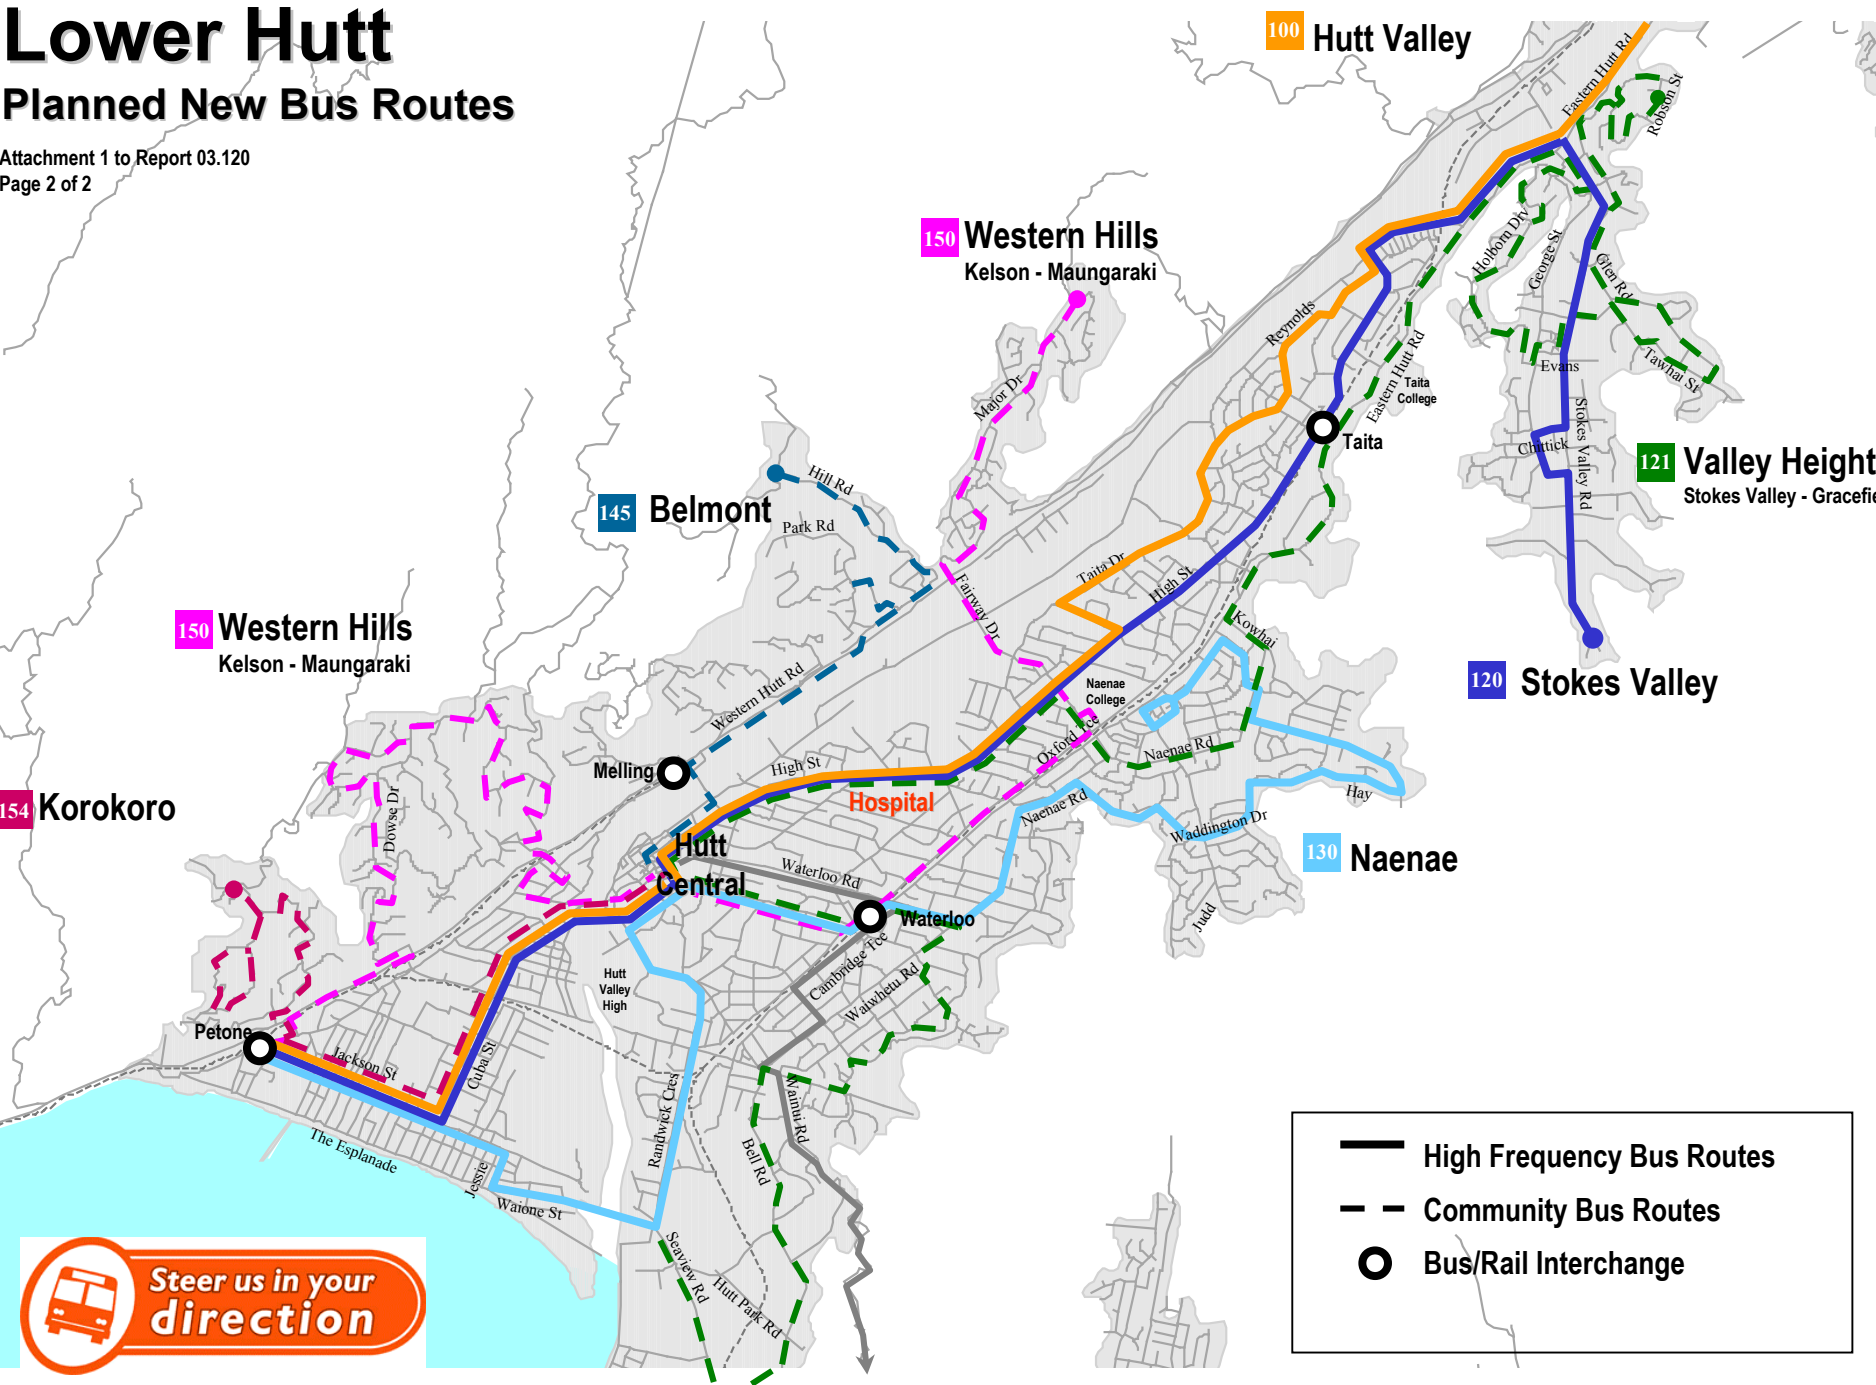 Lower Hutt
Planned New Bus Routes
Attachment 1 to Report 03.120
Page 2 of 2
100 Hutt Valley
Eastern Hutt Rd
Robson St
150 Western Hills
Kelson - Maungaraki
Holborn Drv
George St
Glen Rd
Reynolds
Major Dr
Eastern Hutt Rd
Taita
College
Evans
Tawhai St
Taita
Chittick
Stokes Valley Rd
121 Valley Height
Stokes Valley - Gracefie
145 Belmont
Hill Rd
Park Rd
Taita Dr
High St
Fairway Dr
Kowhai
150 Western Hills
Kelson - Maungaraki
120 Stokes Valley
Naenae
College
Western Hutt Rd
Oxford Tce
Naenae Rd
Melling
High St
Hospital
Naenae Rd
Hay
Waddington Dr
154 Korokoro
Dowse Dr
130 Naenae
Hutt
Central
Waterloo Rd
Waterloo
Judd
Cambridge Tce
Waiwhetu Rd
Hutt
Valley
High
Petone
Jackson St
Cuba St
Randwick Cres
Wainui Rd
Bell Rd
The Esplanade
Jessie
Waione St
Seaview Rd
Hutt Park Rd
High Frequency Bus Routes
Community Bus Routes
Bus/Rail Interchange
Steer us in your
direction